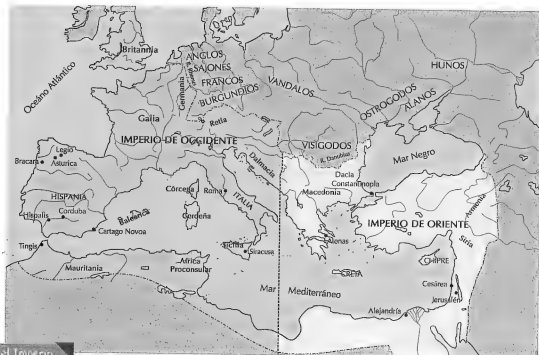 Britannia
ANGLOS
SAJONES
FRANCOS
BURGUNDIOS
Germania
VANDALOS
HUNOS
OSTROGODOS
ALANOS
Océano Atlántico
Galia
Retia
VISIGODOS
R. Danubio
IMPERIO DE OCCIDENTE
Dalmacia
Mar Negro
Legio
Bracara
Asturica
Córcega
Roma
ITALIA
Dacia
Constantinopla
Macedonia
Armenia
HISPANIA
Corduba
Hispalis
Baleares
Cerdeña
IMPERIO DE ORIENTE
Cartago Novoa
Atenas
Siria
Tingis
Sicilia
Siracusa
CHIPRE
Mauritania
Africa
Proconsular
CRETA
Mar Mediterráneo
Cesárea
Jerusalén
Alejandría
el Imperio